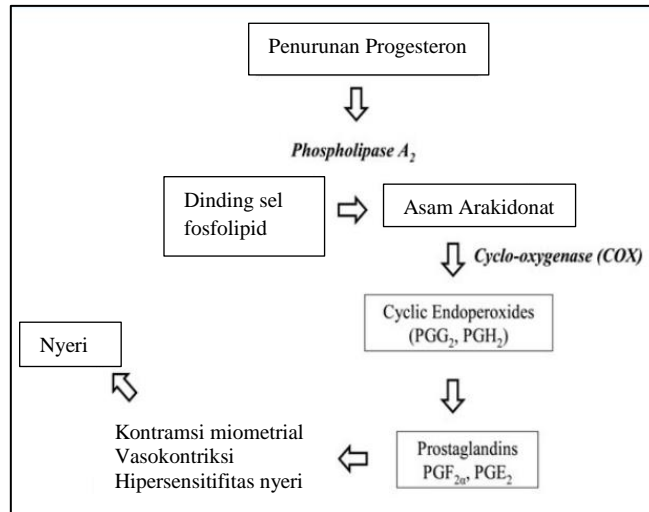 Penurunan Progesteron
Phospholipase A₂
Dinding sel
fosfolipid
Asam Arakidonat
Cyclo-oxygenase (COX)
Cyclic Endoperoxides
(PGG₂, PGH₂)
Nyeri
Kontramsi miometrial
Vasokontriksi
Hipersensitifitas nyeri
Prostaglandins
PGF₂α, PGE₂